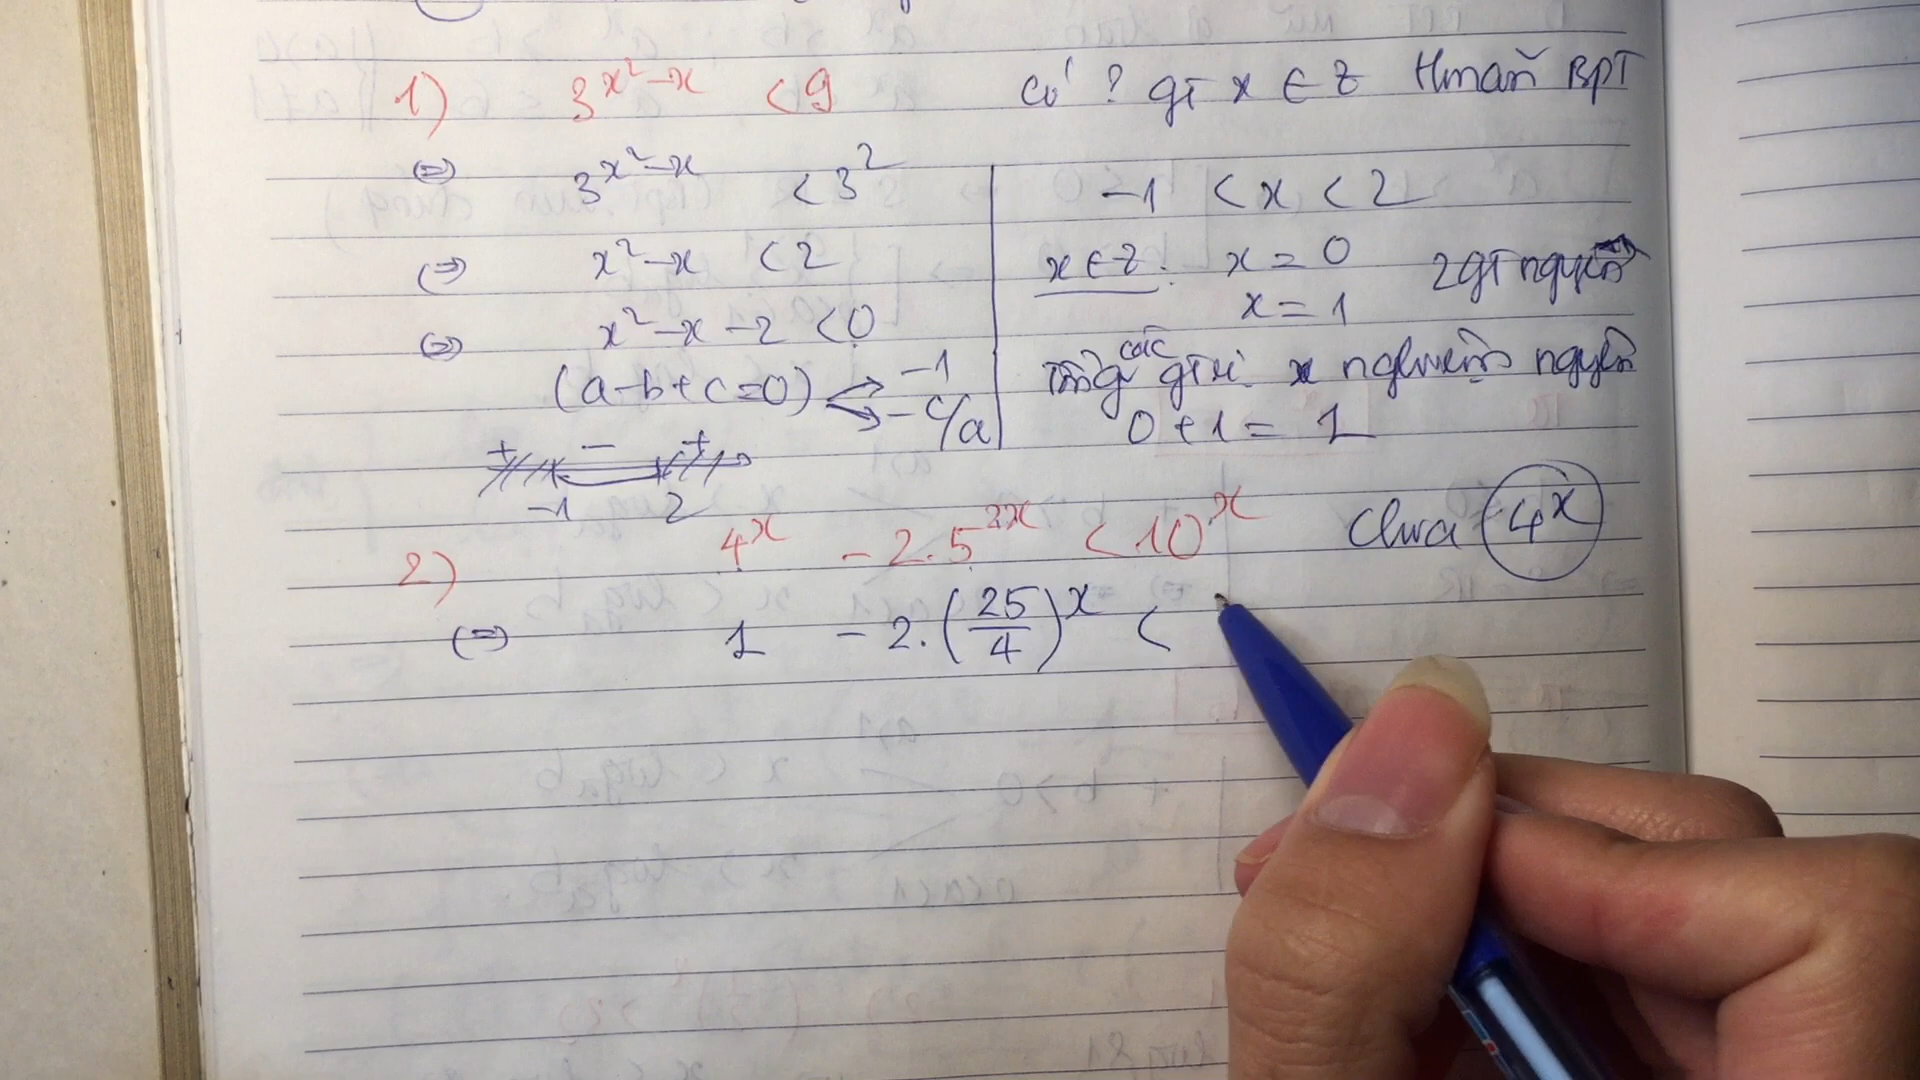 1) 3^{x²-x} < 9 Có ? gt x ∈ Z thmãn BPT
⇔ 3^{x²-x} < 3²
⇔ x²-x < 2
⇔ x²-x-2 < 0
(a-b+c=0) -1
-c/a
+ - +
-1 2
-1 < x < 2
x ∈ Z: x = 0 2 gt nguyên
x = 1
Tổng các gt x nghiệm nguyên
0+1 = 1
2) 4^x - 2.5^{2x} < 10^x Chia 4^x
⇔ 1 - 2.(25/4)^x <